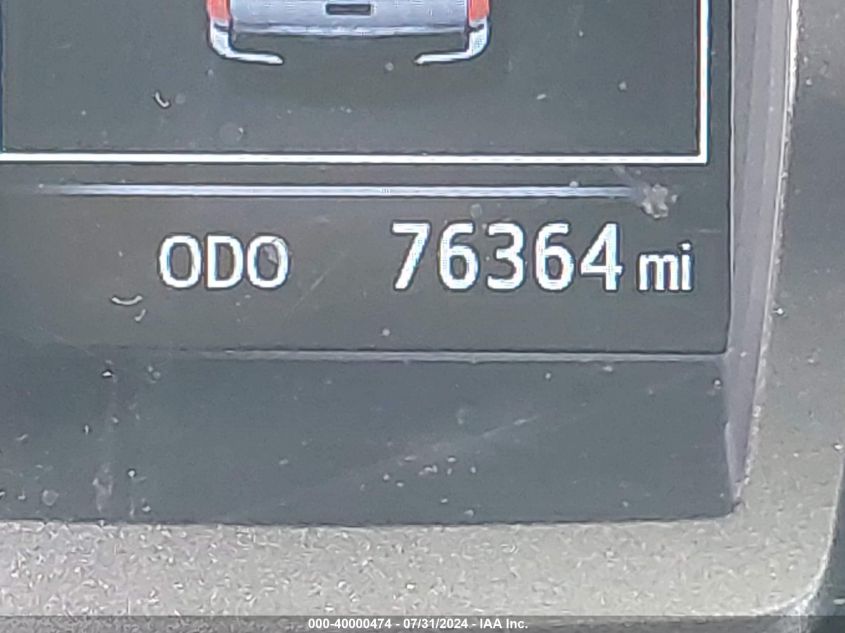 ODO 76364 mi
000-40000474 - 07/31/2024 - IAA Inc.